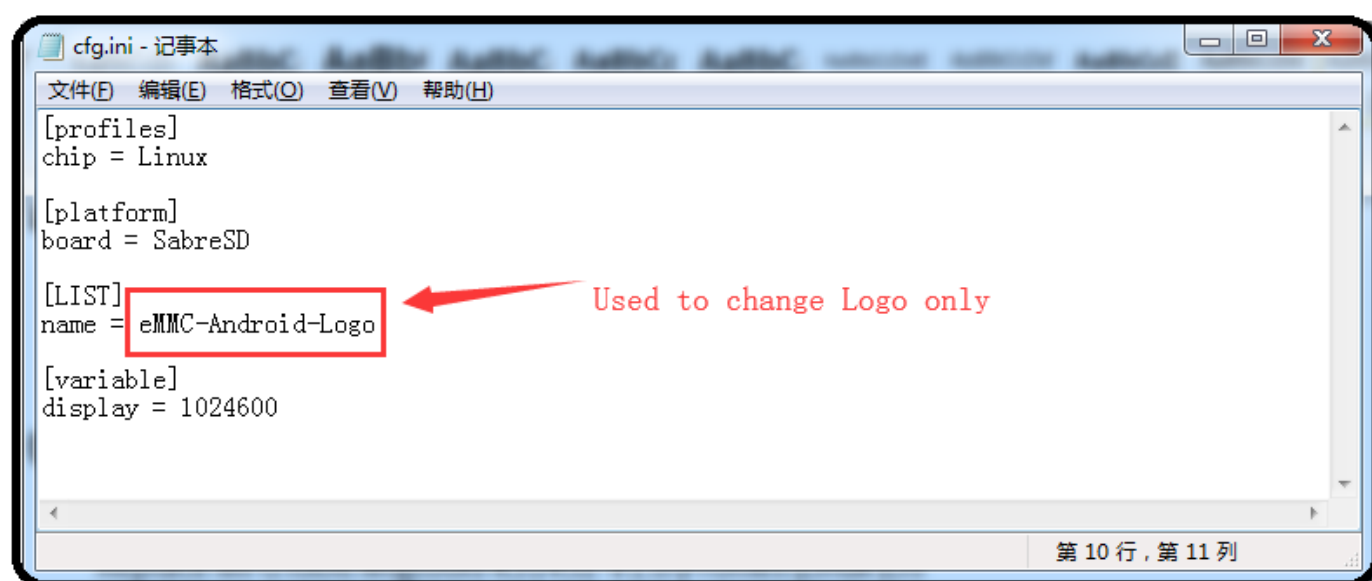 cfg.ini - 记事本
文件(F) 编辑(E) 格式(O) 查看(V) 帮助(H)
[profiles]
chip = Linux
[platform]
board = SabreSD
[LIST]
name = eMMC-Android-Logo
Used to change Logo only
[variable]
display = 1024600
第 10 行，第 11 列